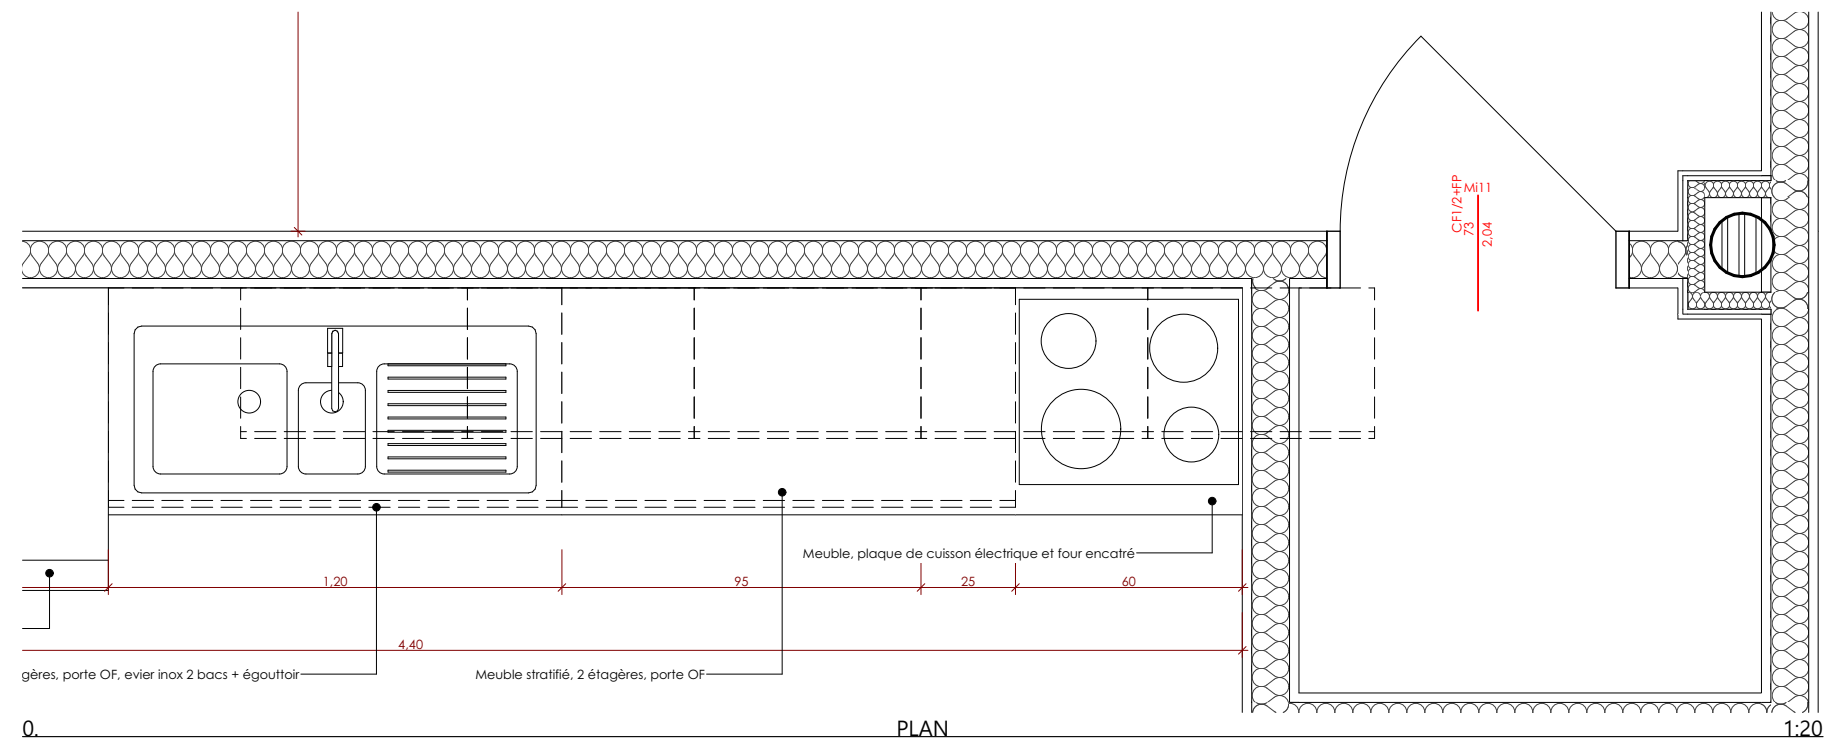 CF1/2+FP
Mi11
73
2,04
Meuble, plaque de cuisson électrique et four encatré
1,20
95
25
60
4,40
gères, porte OF, evier inox 2 bacs + égouttoir
Meuble stratifié, 2 étagères, porte OF
0.
PLAN
1:20